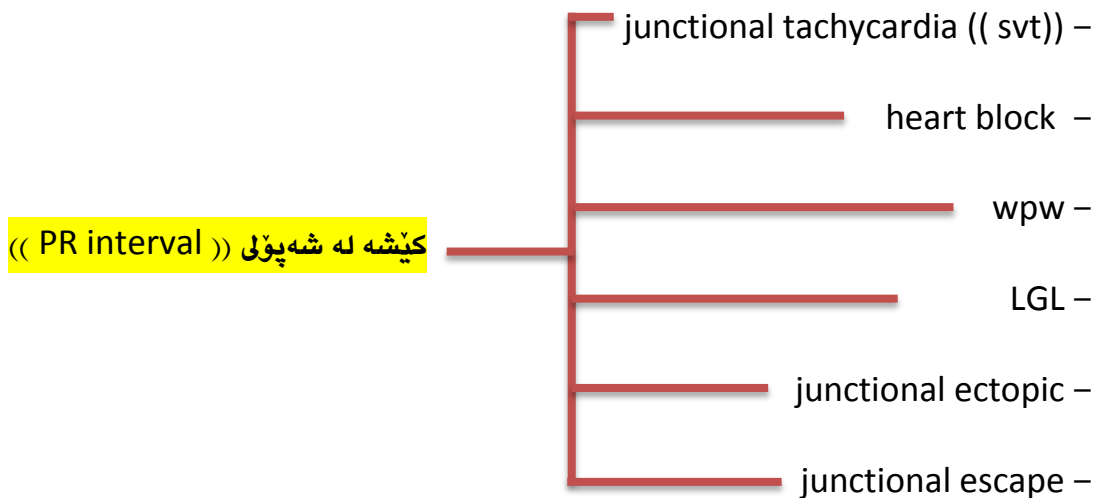 junctional tachycardia (( svt)) –
heart block –
wpw –
کێشە لە شەپۆلی (( PR interval ))
LGL –
junctional ectopic –
junctional escape –